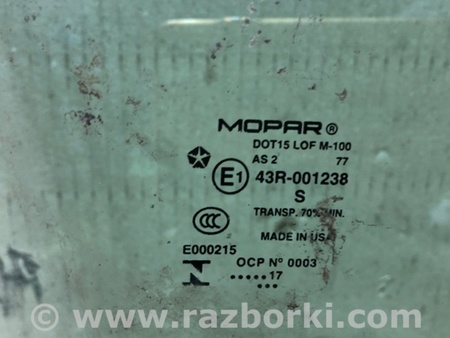 MOPAR®
DOT15 LOF M-100
AS 2 77
E1 43R-001238
S
CCC
TRANSP. 70% MIN.
MADE IN USA
E000215
OCP Nº 0003
•••••17
•••
© www.razborki.com